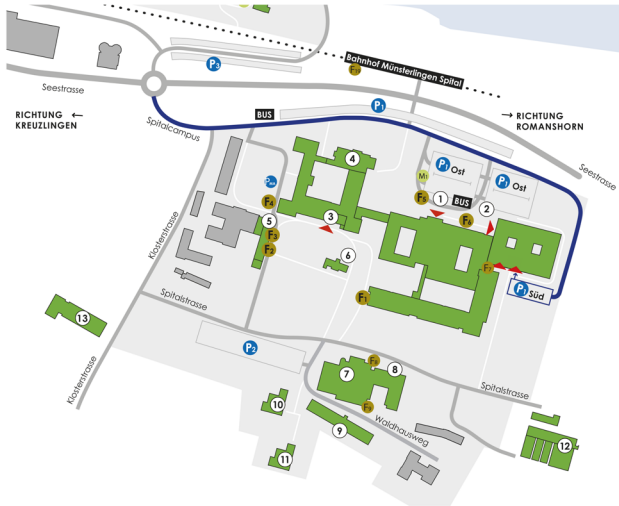 P3
Bahnhof Münsterlingen Spital
Seestrasse
RICHTUNG ←
KREUZLINGEN
BUS
P1
→ RICHTUNG
ROMANSHORN
Spitalcampus
Seestrasse
4
P1 Ost
P1 Ost
M1
F5
1
BUS
2
F6
F4
3
5
F3
F2
6
F7
P1 Süd
F1
Klosterstrasse
Spitalstrasse
13
P2
F8
8
7
Spitalstrasse
Klosterstrasse
10
F9
9
Waldhausweg
11
12